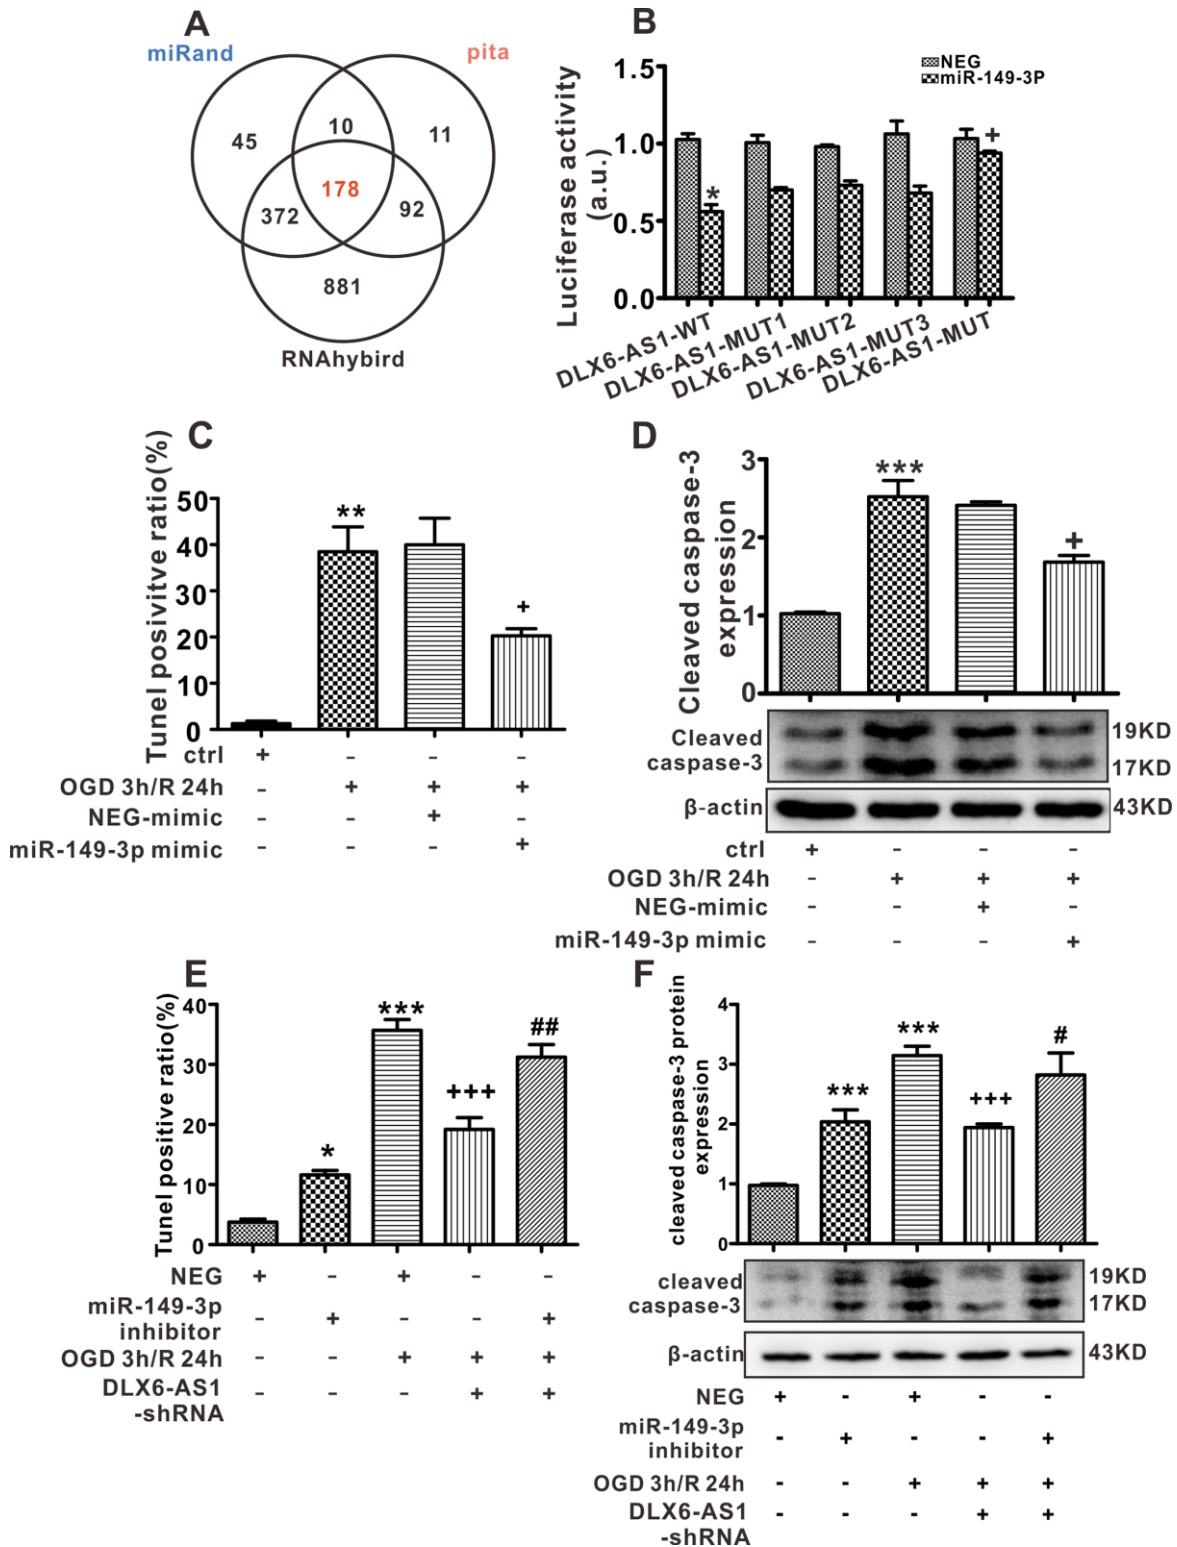 A
miRand
pita
45
10
11
178
372
92
881
RNAhybird
B
NEG
miR-149-3P
Luciferase activity
(a.u.)
1.5
1.0
0.5
0.0
*
+
DLX6-AS1-WT
DLX6-AS1-MUT1
DLX6-AS1-MUT2
DLX6-AS1-MUT3
DLX6-AS1-MUT
C
Tunel positivitve ratio(%)
50
40
30
20
10
0
**
+
ctrl + - - -
OGD 3h/R 24h - + + +
NEG-mimic - - + -
miR-149-3p mimic - - - +
D
Cleaved caspase-3
expression
3
2
1
0
***
+
Cleaved
caspase-3
19KD
17KD
β-actin
43KD
ctrl + - - -
OGD 3h/R 24h - + + +
NEG-mimic - - + -
miR-149-3p mimic - - - +
E
Tunel positive ratio(%)
40
30
20
10
0
*
***
+++
##
NEG + - + - -
miR-149-3p
inhibitor - + - - +
OGD 3h/R 24h - - + + +
DLX6-AS1
-shRNA - - - + +
F
cleaved caspase-3 protein
expression
4
3
2
1
0
***
***
+++
#
cleaved
caspase-3
19KD
17KD
β-actin
43KD
NEG + - + - -
miR-149-3p
inhibitor - + - - +
OGD 3h/R 24h - - + + +
DLX6-AS1
-shRNA - - - + +